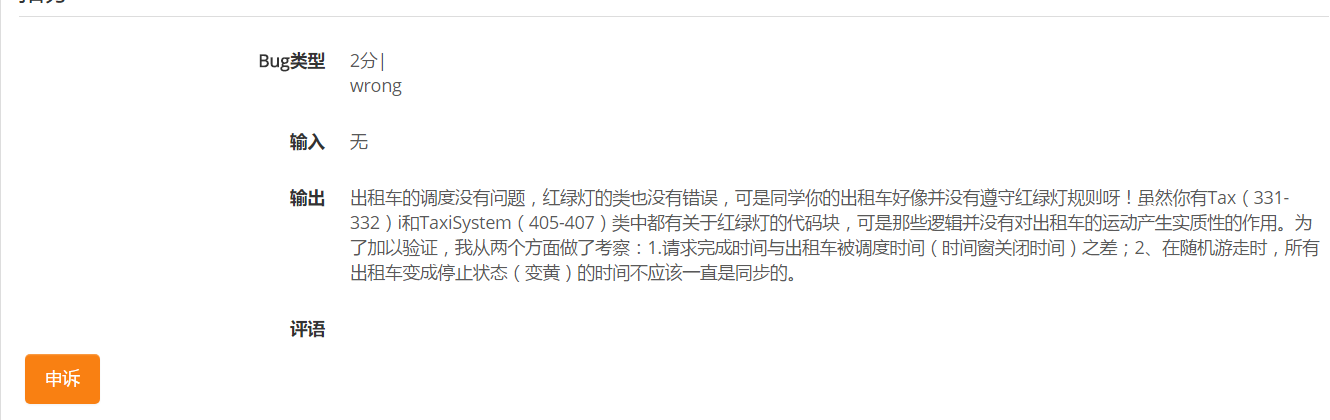 Bug类型
2分|
wrong
输入
无
输出
出租车的调度没有问题，红绿灯的类也没有错误，可是同学你的出租车好像并没有遵守红绿灯规则呀！虽然你有Tax（331-
332）i和TaxiSystem（405-407）类中都有关于红绿灯的代码块，可是那些逻辑并没有对出租车的运动产生实质性的作用。为
了加以验证，我从两个方面做了考察：1.请求完成时间与出租车被调度时间（时间窗关闭时间）之差；2、在随机游走时，所有
出租车变成停止状态（变黄）的时间不应该一直是同步的。
评语
申诉